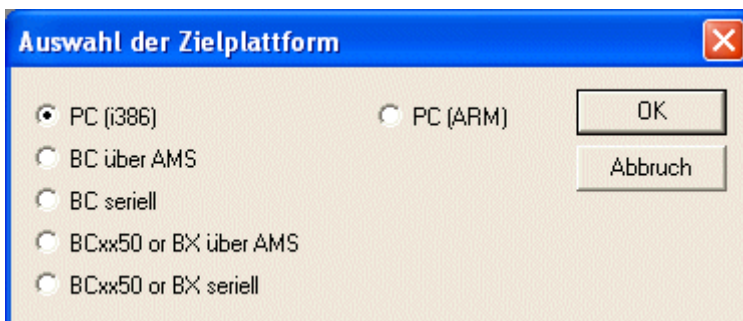 Auswahl der Zielplattform
PC (i386)
PC (ARM)
OK
BC über AMS
Abbruch
BC seriell
BCxx50 or BX über AMS
BCxx50 or BX seriell